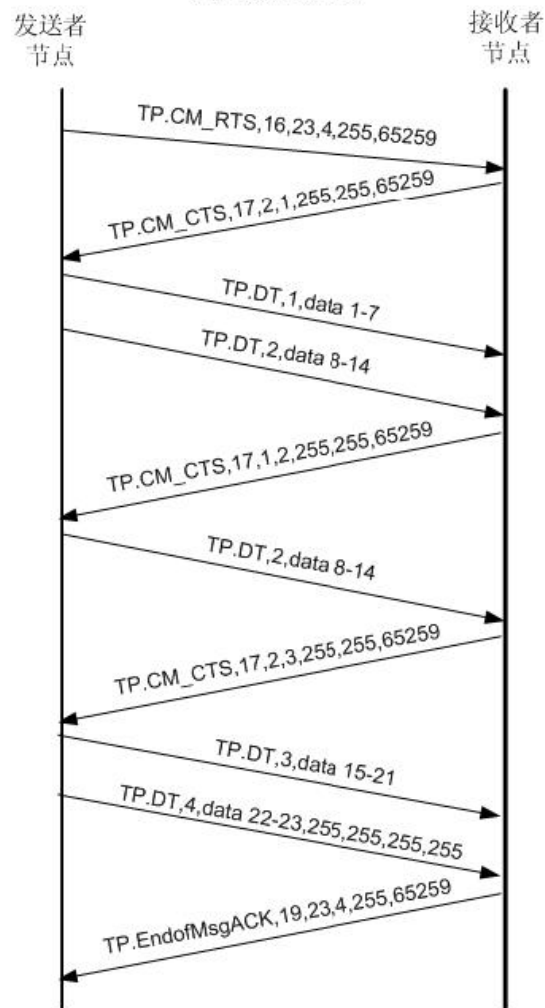 发送者
节点
接收者
节点
TP.CM_RTS,16,23,4,255,65259
TP.CM_CTS,17,2,1,255,255,65259
TP.DT,1,data 1-7
TP.DT,2,data 8-14
TP.CM_CTS,17,1,2,255,255,65259
TP.DT,2,data 8-14
TP.CM_CTS,17,2,3,255,255,65259
TP.DT,3,data 15-21
TP.DT,4,data 22-23,255,255,255,255
TP.EndofMsgACK,19,23,4,255,65259